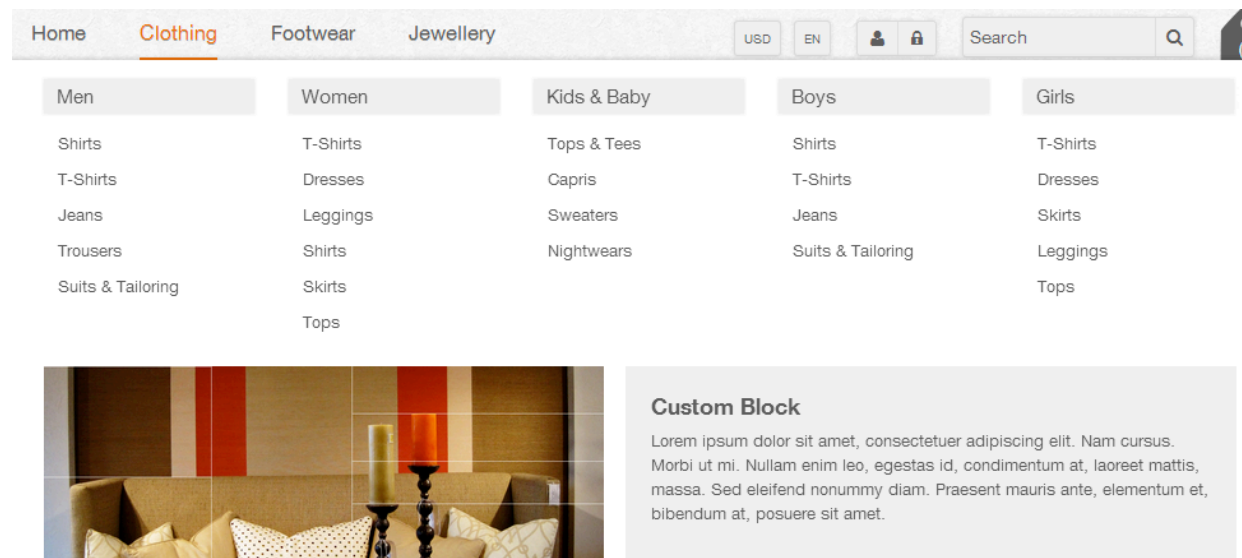 Home Clothing Footwear Jewellery USD EN Search
Men Women Kids & Baby Boys Girls
Shirts T-Shirts Tops & Tees Shirts T-Shirts
T-Shirts Dresses Capris T-Shirts Dresses
Jeans Leggings Sweaters Jeans Skirts
Trousers Shirts Nightwears Suits & Tailoring Leggings
Suits & Tailoring Skirts Tops
Tops
Custom Block
Lorem ipsum dolor sit amet, consectetuer adipiscing elit. Nam cursus.
Morbi ut mi. Nullam enim leo, egestas id, condimentum at, laoreet mattis,
massa. Sed eleifend nonummy diam. Praesent mauris ante, elementum et,
bibendum at, posuere sit amet.